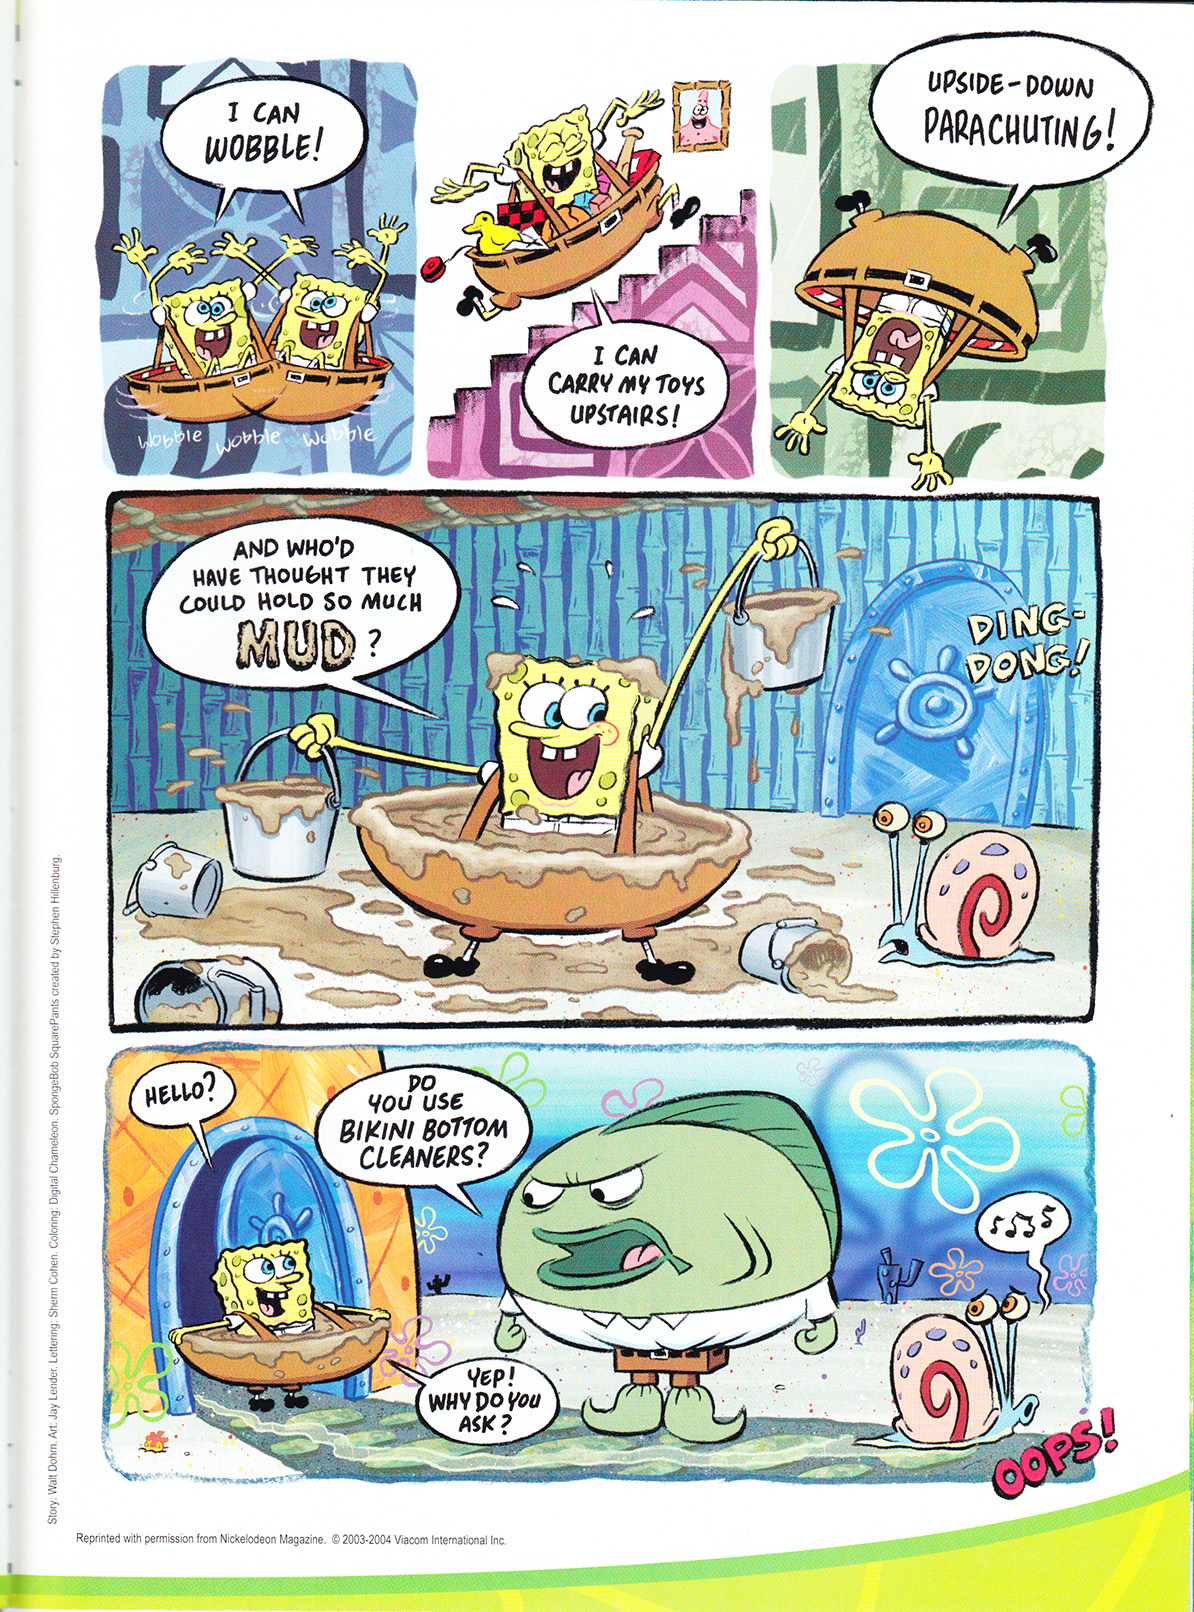 I CAN
WOBBLE!
Wobble Wobble Wobble
I CAN
CARRY MY TOYS
UPSTAIRS!
UPSIDE-DOWN
PARACHUTING!
AND WHO'D
HAVE THOUGHT THEY
COULD HOLD SO MUCH
MUD?
DING-
DONG!
HELLO?
DO
YOU USE
BIKINI BOTTOM
CLEANERS?
YEP!
WHY DO YOU
ASK?
OOPS!
Story: Walt Dohrn. Art: Jay Lender. Lettering: Sherm Cohen. Coloring: Digital Chameleon. SpongeBob SquarePants created by Stephen Hillenburg.
Reprinted with permission from Nickelodeon Magazine. © 2003-2004 Viacom International Inc.